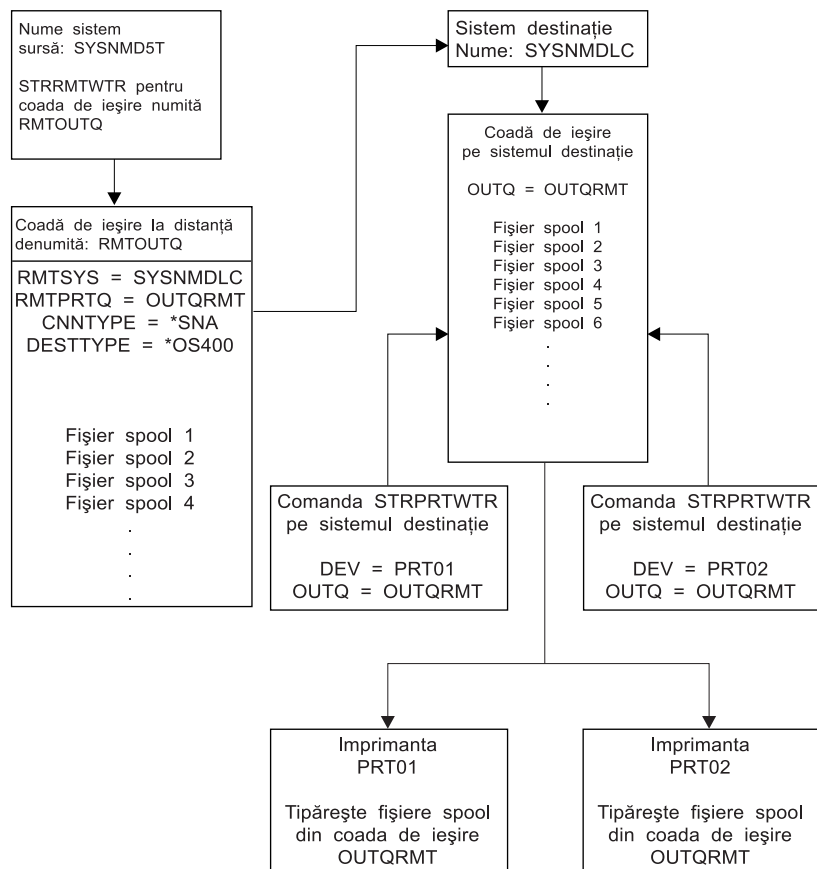 Nume sistem
sursă: SYSNMD5T
STRRMTWTR pentru
coada de ieşire numită
RMTOUTQ
Coadă de ieşire la distanţă
denumită: RMTOUTQ
RMTSYS = SYSNMDLC
RMTPRTQ = OUTQRMT
CNNTYPE = *SNA
DESTTYPE = *OS400
Fişier spool 1
Fişier spool 2
Fişier spool 3
Fişier spool 4
.
.
.
.
Sistem destinaţie
Nume: SYSNMDLC
Coadă de ieşire
pe sistemul destinaţie
OUTQ = OUTQRMT
Fişier spool 1
Fişier spool 2
Fişier spool 3
Fişier spool 4
Fişier spool 5
Fişier spool 6
.
.
.
.
Comanda STRPRTWTR
pe sistemul destinaţie
DEV = PRT01
OUTQ = OUTQRMT
Comanda STRPRTWTR
pe sistemul destinaţie
DEV = PRT02
OUTQ = OUTQRMT
Imprimanta
PRT01
Tipăreşte fişiere spool
din coada de ieşire
OUTQRMT
Imprimanta
PRT02
Tipăreşte fişiere spool
din coada de ieşire
OUTQRMT